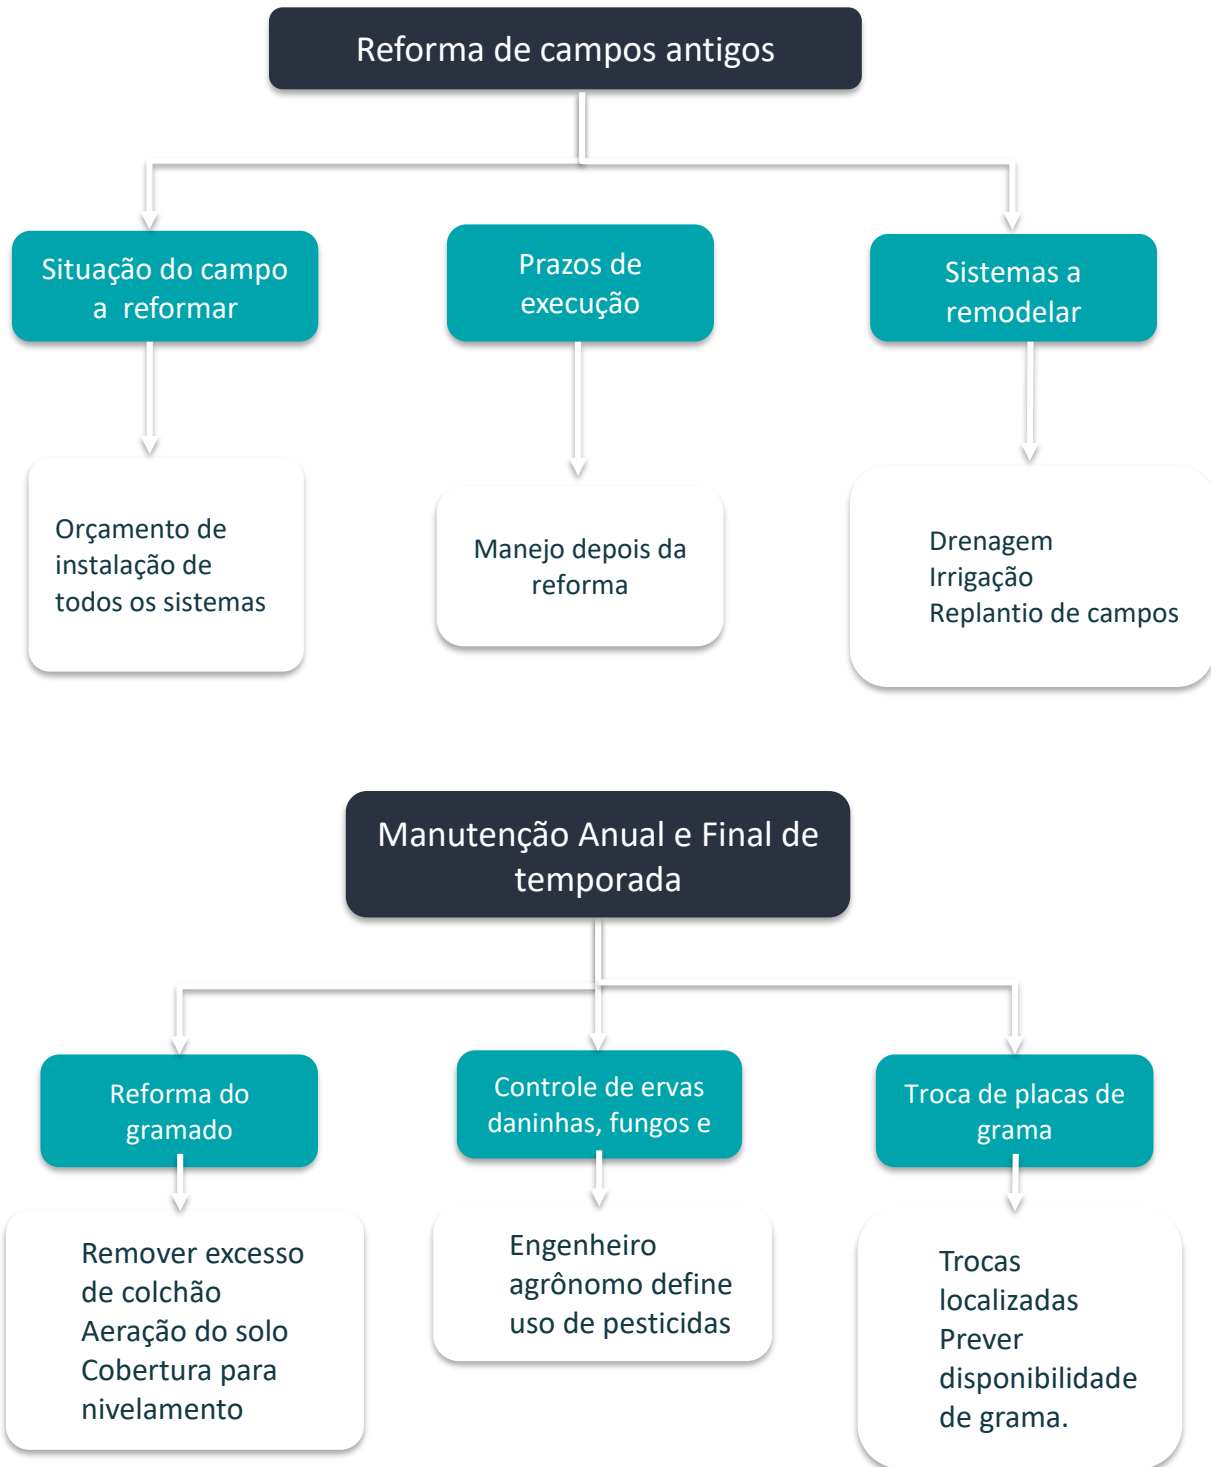 Reforma de campos antigos
Situação do campo
a reformar
Prazos de
execução
Sistemas a
remodelar
Orçamento de
instalação de
todos os sistemas
Manejo depois da
reforma
Drenagem
Irrigação
Replantio de campos
Manutenção Anual e Final de
temporada
Reforma do
gramado
Controle de ervas
daninhas, fungos e
Troca de placas de
grama
Remover excesso
de colchão
Aeração do solo
Cobertura para
nivelamento
Engenheiro
agrônomo define
uso de pesticidas
Trocas
localizadas
Prever
disponibilidade
de grama.